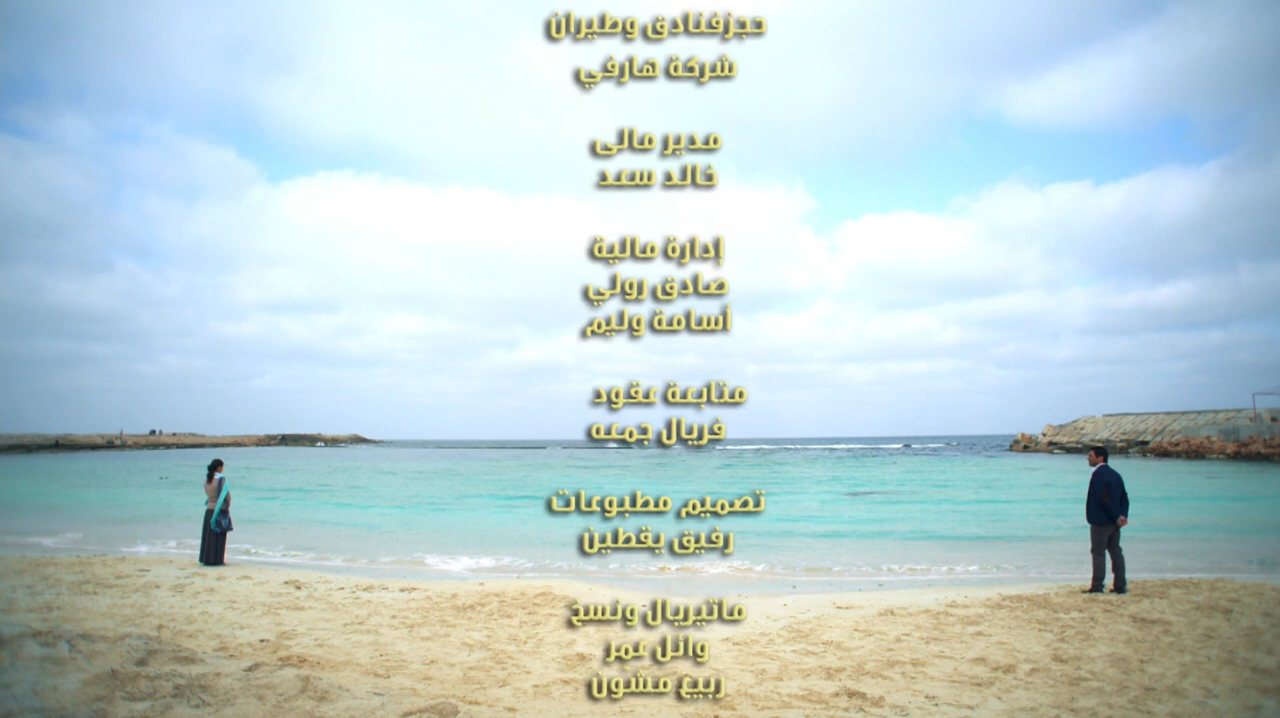 حجزفنادق وطيران
شركة هارفي
مدير مالى
خالد سعد
إدارة مالية
صادق رولي
أسامة وليم
متابعة عقود
فريال جمعه
تصميم مطبوعات
رفيق يقطين
ماتيريال ونسخ
وائل عمر
ربيع مشون